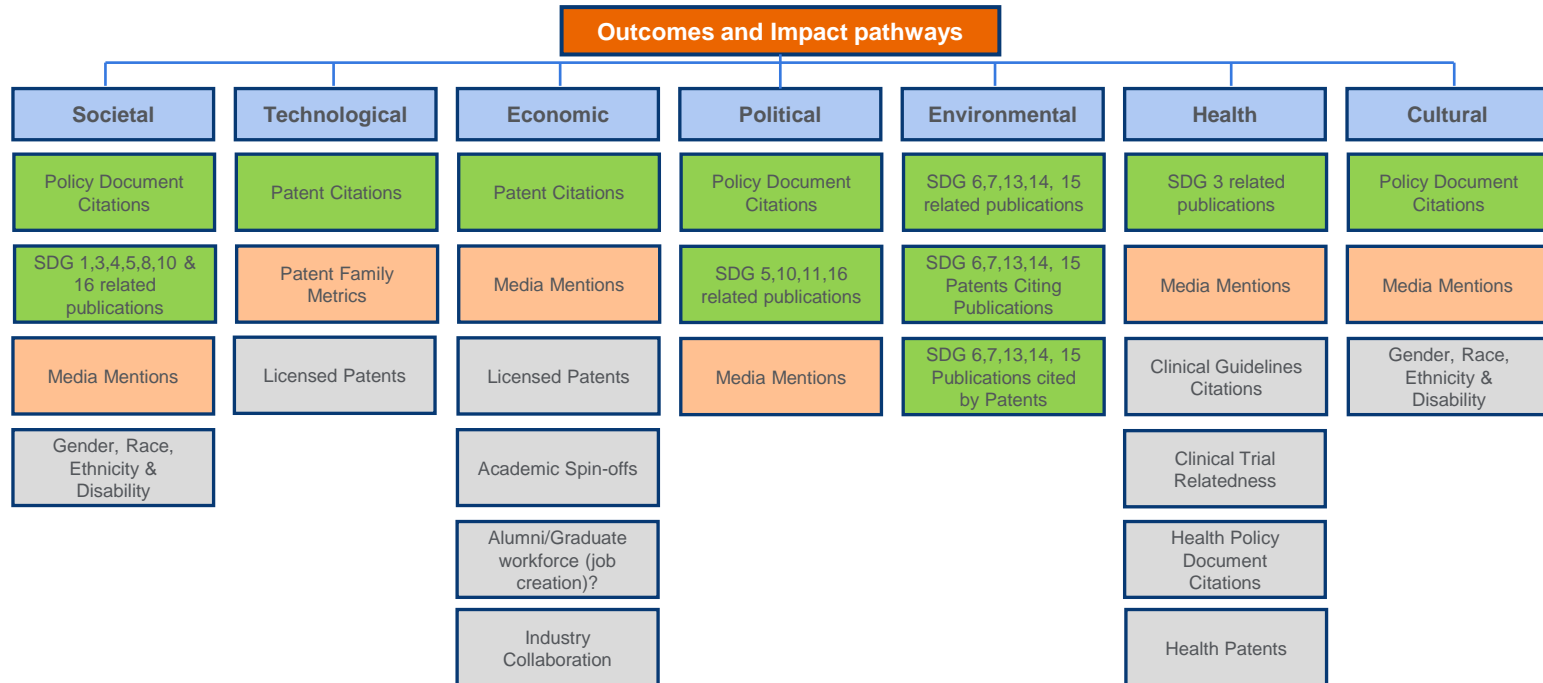 Outcomes and Impact pathways
Societal
Technological
Economic
Political
Environmental
Health
Cultural
Policy Document
Citations
Patent Citations
Patent Citations
Policy Document
Citations
SDG 6,7,13,14, 15
related publications
SDG 3 related
publications
Policy Document
Citations
SDG 1,3,4,5,8,10 &
16 related
publications
Patent Family
Metrics
Media Mentions
SDG 5,10,11,16
related publications
SDG 6,7,13,14, 15
Patents Citing
Publications
Media Mentions
Media Mentions
Media Mentions
Licensed Patents
Licensed Patents
Media Mentions
SDG 6,7,13,14, 15
Publications cited
by Patents
Clinical Guidelines
Citations
Gender, Race,
Ethnicity &
Disability
Gender, Race,
Ethnicity &
Disability
Academic Spin-offs
Clinical Trial
Relatedness
Alumni/Graduate
workforce (job
creation)?
Health Policy
Document
Citations
Industry
Collaboration
Health Patents